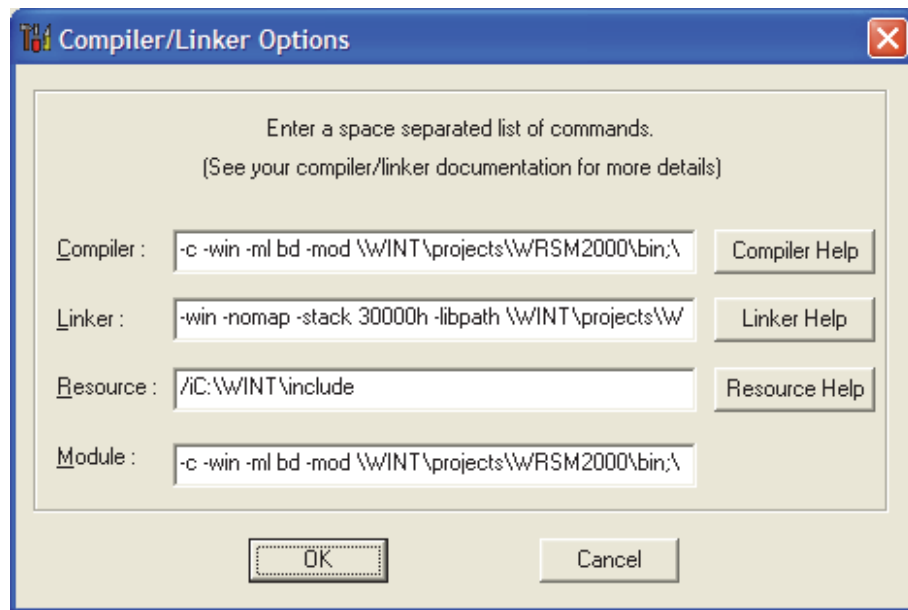 Compiler/Linker Options
Enter a space separated list of commands.
(See your compiler/linker documentation for more details)
Compiler : -c -win -ml bd -mod \WINT\projects\WRSM2000\bin;\ Compiler Help
Linker : -win -nomap -stack 30000h -libpath \WINT\projects\W Linker Help
Resource : /iC:\WINT\include Resource Help
Module : -c -win -ml bd -mod \WINT\projects\WRSM2000\bin;\
OK Cancel